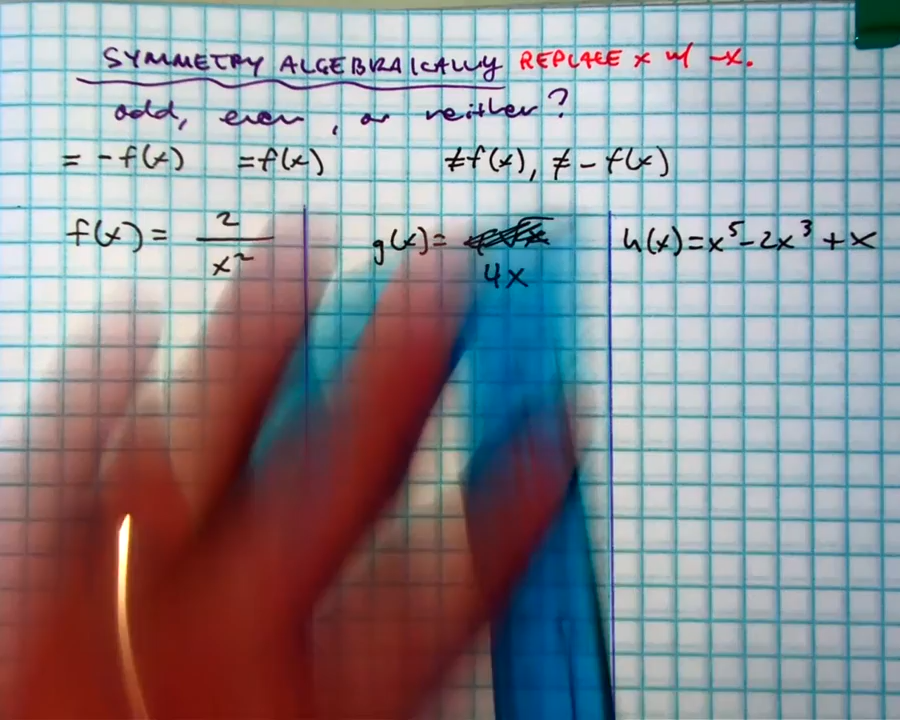 SYMMETRY ALGEBRAICALLY REPLACE x w/ -x.
odd, even, or neither?
= -f(x) =f(x) ≠f(x), ≠ - f(x)
f(x) = 2/x² g(x)= 4x h(x)=x⁵-2x³+x